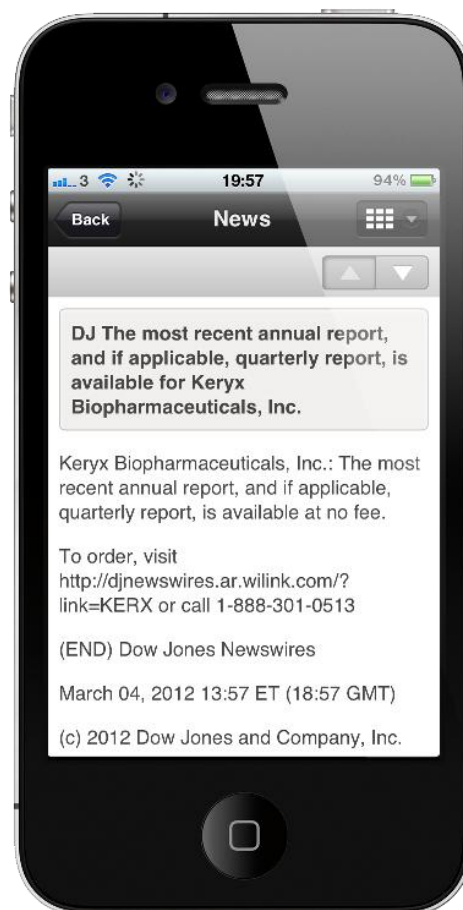 3 19:57 94%
Back News
DJ The most recent annual report,
and if applicable, quarterly report, is
available for Keryx
Biopharmaceuticals, Inc.
Keryx Biopharmaceuticals, Inc.: The most
recent annual report, and if applicable,
quarterly report, is available at no fee.
To order, visit
http://djnewswires.ar.wilink.com/?
link=KERX or call 1-888-301-0513
(END) Dow Jones Newswires
March 04, 2012 13:57 ET (18:57 GMT)
(c) 2012 Dow Jones and Company, Inc.